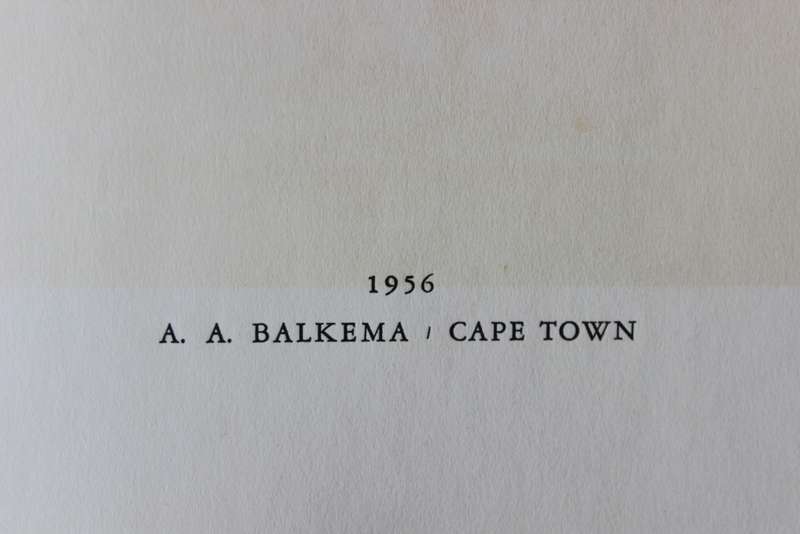 1956
A. A. BALKEMA / CAPE TOWN